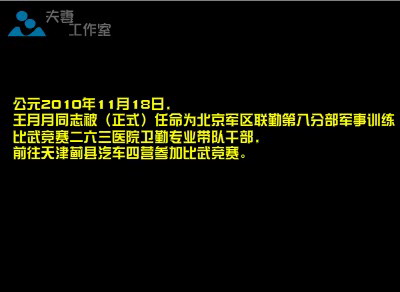 夫妻
工作室
公元2010年11月18日，
王月月同志被（正式）任命为北京军区联勤第八分部军事训练
比武竞赛二六三医院卫勤专业带队干部，
前往天津蓟县汽车四营参加比武竞赛。